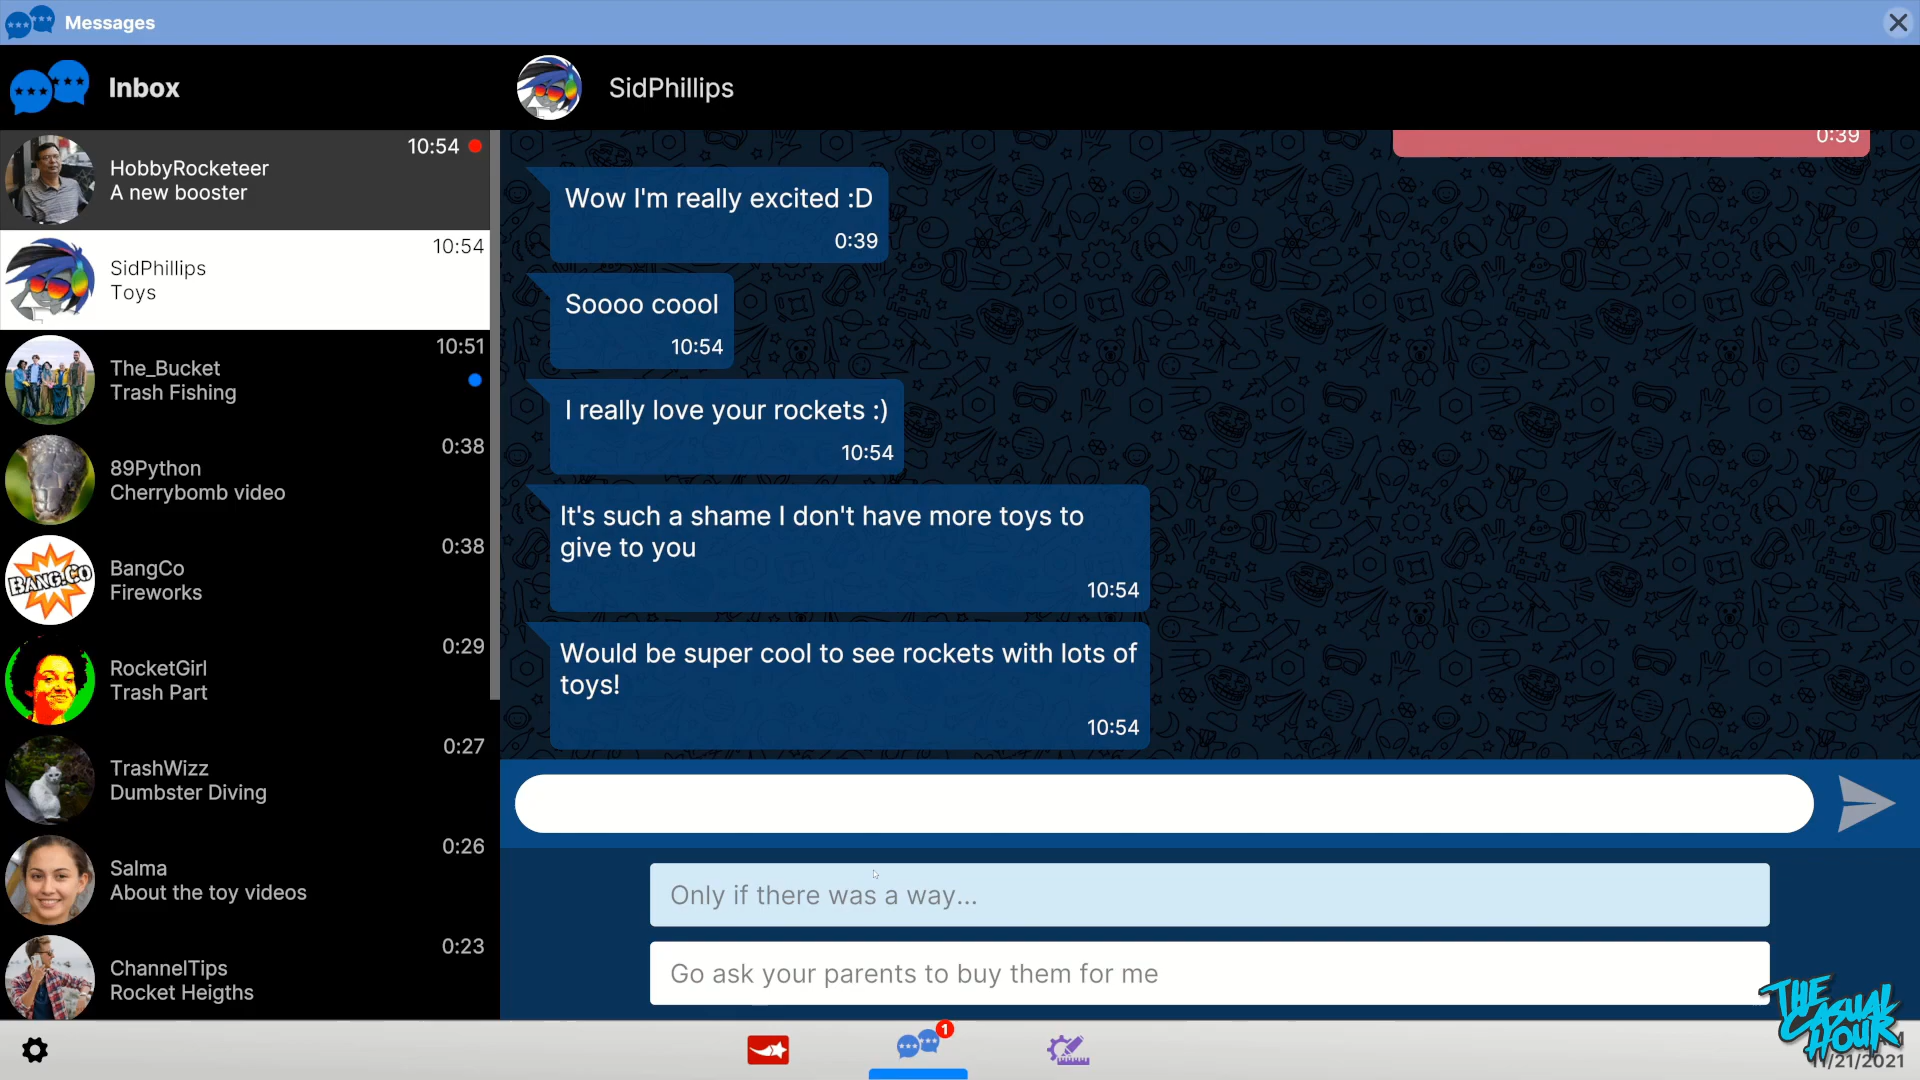 Messages
Inbox
SidPhillips
HobbyRocketeer
A new booster
10:54
SidPhillips
Toys
10:54
The_Bucket
Trash Fishing
10:51
89Python
Cherrybomb video
0:38
BANG.CO
BangCo
Fireworks
0:38
RocketGirl
Trash Part
0:29
TrashWizz
Dumbster Diving
0:27
Salma
About the toy videos
0:26
ChannelTips
Rocket Heigths
0:23
0:39
Wow I'm really excited :D
0:39
Soooo coool
10:54
I really love your rockets :)
10:54
It's such a shame I don't have more toys to
give to you
10:54
Would be super cool to see rockets with lots of
toys!
10:54
Only if there was a way...
Go ask your parents to buy them for me
1
THE
CASUAL
HOUR
11/21/2021